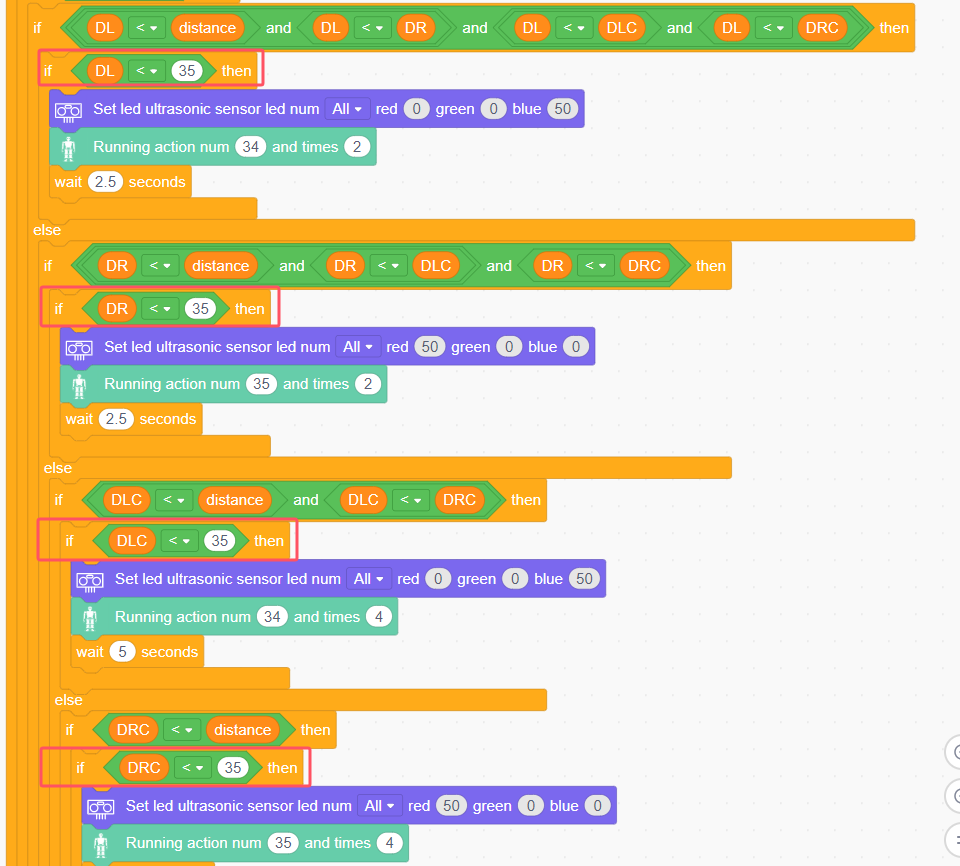 if DL < distance and DL < DR and DL < DLC and DL < DRC then
if DL < 35 then
Set led ultrasonic sensor led num All red 0 green 0 blue 50
Running action num 34 and times 2
wait 2.5 seconds
else
if DR < distance and DR < DLC and DR < DRC then
if DR < 35 then
Set led ultrasonic sensor led num All red 50 green 0 blue 0
Running action num 35 and times 2
wait 2.5 seconds
else
if DLC < distance and DLC < DRC then
if DLC < 35 then
Set led ultrasonic sensor led num All red 0 green 0 blue 50
Running action num 34 and times 4
wait 5 seconds
else
if DRC < distance then
if DRC < 35 then
Set led ultrasonic sensor led num All red 50 green 0 blue 0
Running action num 35 and times 4